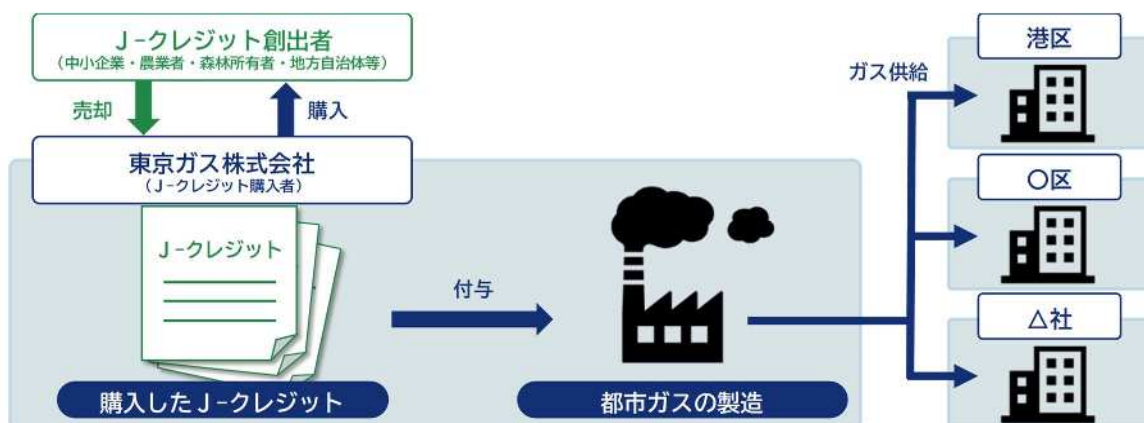 J-クレジット創出者
（中小企業・農業者・森林所有者・地方自治体等）
売却
購入
東京ガス株式会社
（J-クレジット購入者）
J-クレジット
購入したJ-クレジット
付与
都市ガスの製造
ガス供給
港区
〇区
△社